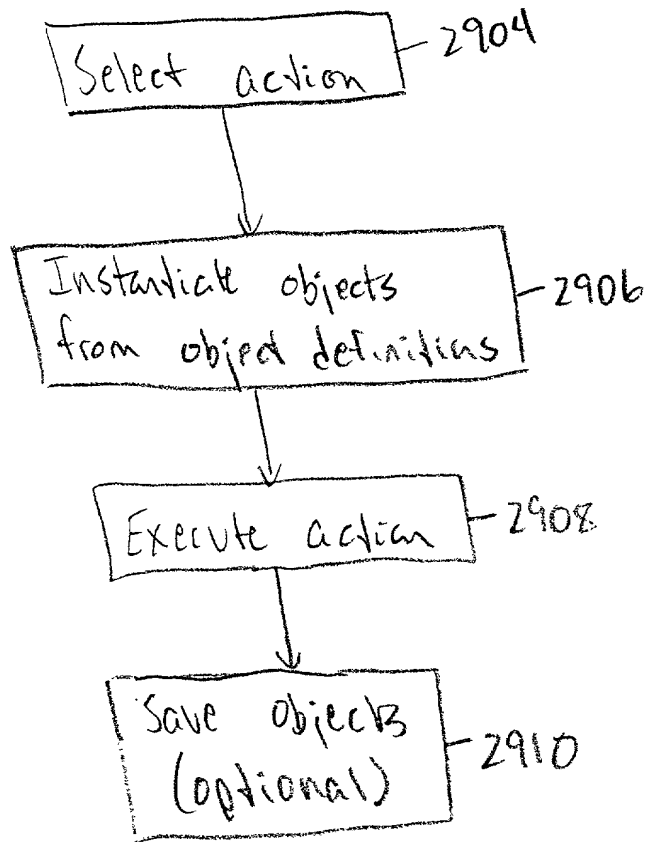 Select action
2904
Instantiate objects
from object definitions
2906
Execute action
2908
Save objects
(optional)
2910